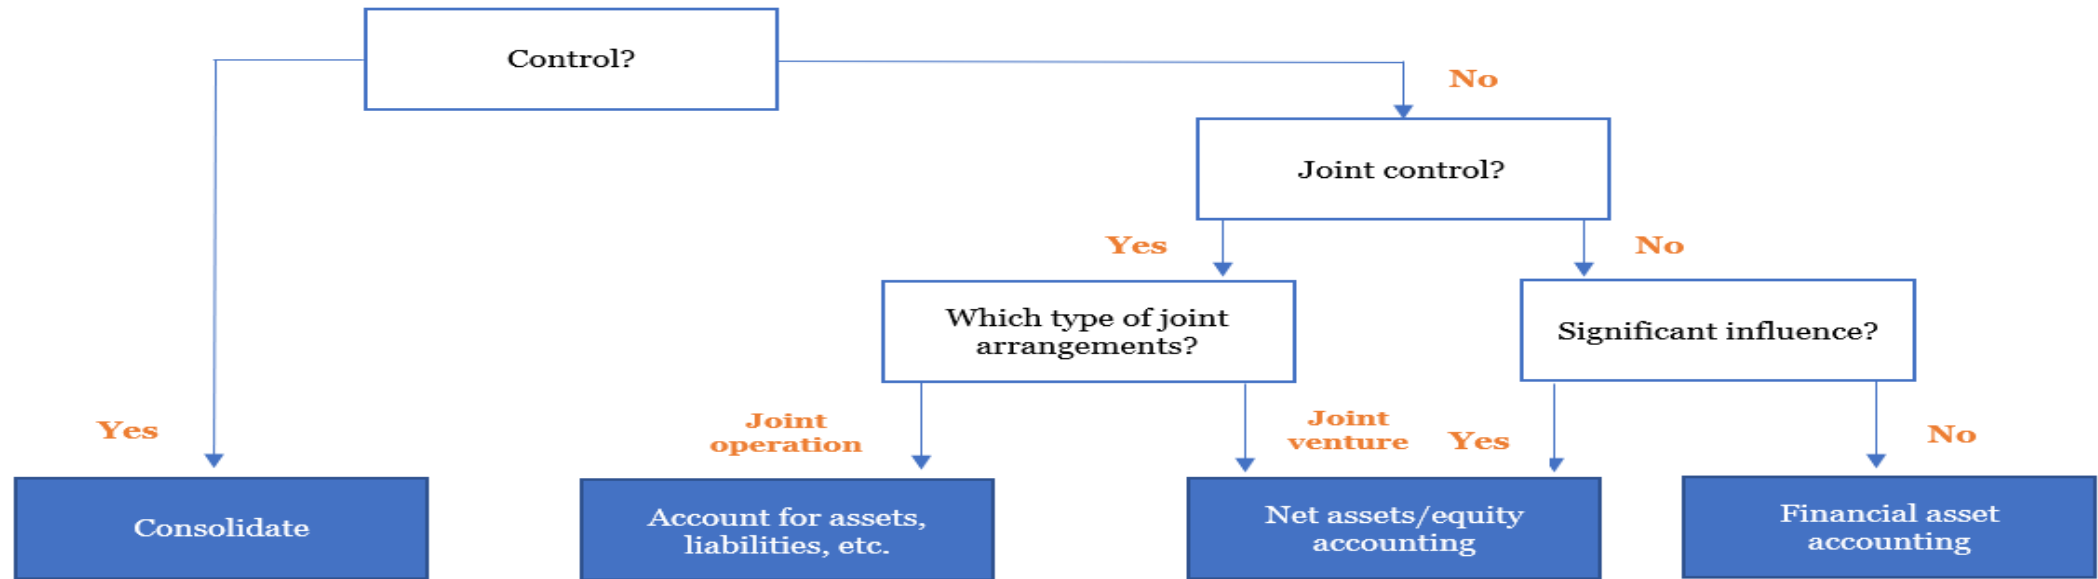 Control?
No
Joint control?
Yes
No
Which type of joint
arrangements?
Significant influence?
Yes
Joint
operation
Joint
venture
Yes
No
Consolidate
Account for assets,
liabilities, etc.
Net assets/equity
accounting
Financial asset
accounting